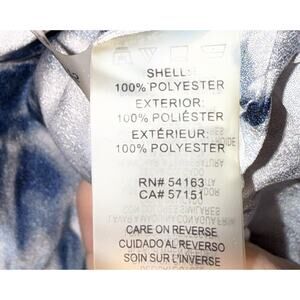 SHELL:
100% POLYESTER
EXTERIOR:
100% POLIÉSTER
EXTÉRIEUR:
100% POLYESTER
RN# 54163
CA# 57151
CARE ON REVERSE
CUIDADO AL REVERSO
SOIN SUR L'INVERSE